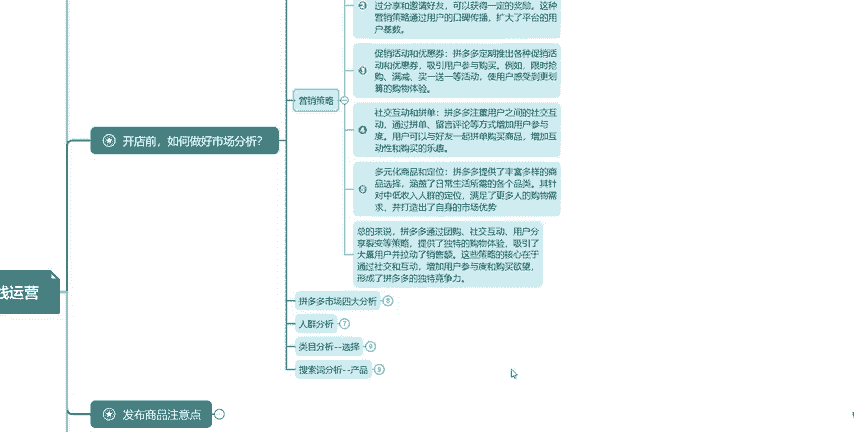 过分享和邀请好友，可以获得一定的奖励。这种
营销策略通过用户的口碑传播，扩大了平台的用
户基数。
促销活动和优惠券：拼多多定期推出各种促销活
动和优惠券，吸引用户参与购买。例如，限时抢
购、满减、买一送一等活动，使用户感受到更划
算的购物体验。
营销策略
社交互动和拼单：拼多多注重用户之间的社交互
动，通过拼单、留言评论等方式增加用户参与
度。用户可以与好友一起拼单购买商品，增加互
动性和购买的乐趣。
开店前，如何做好市场分析？
多元化商品和定位：拼多多提供了丰富多样的商
品选择，涵盖了日常生活所需的各个品类。其针
对中低收入人群的定位，满足了更多人的购物需
求，并打造出了自身的市场优势
总的来说，拼多多通过团购、社交互动、用户分
享裂变等策略，提供了独特的购物体验，吸引了
大量用户并拉动了销售额。这些策略的核心在于
通过社交和互动，增加用户参与度和购买欲望，
形成了拼多多的独特竞争力。
线运营
拼多多市场四大分析
人群分析 7
类目分析--选择
搜索词分析--产品
发布商品注意点